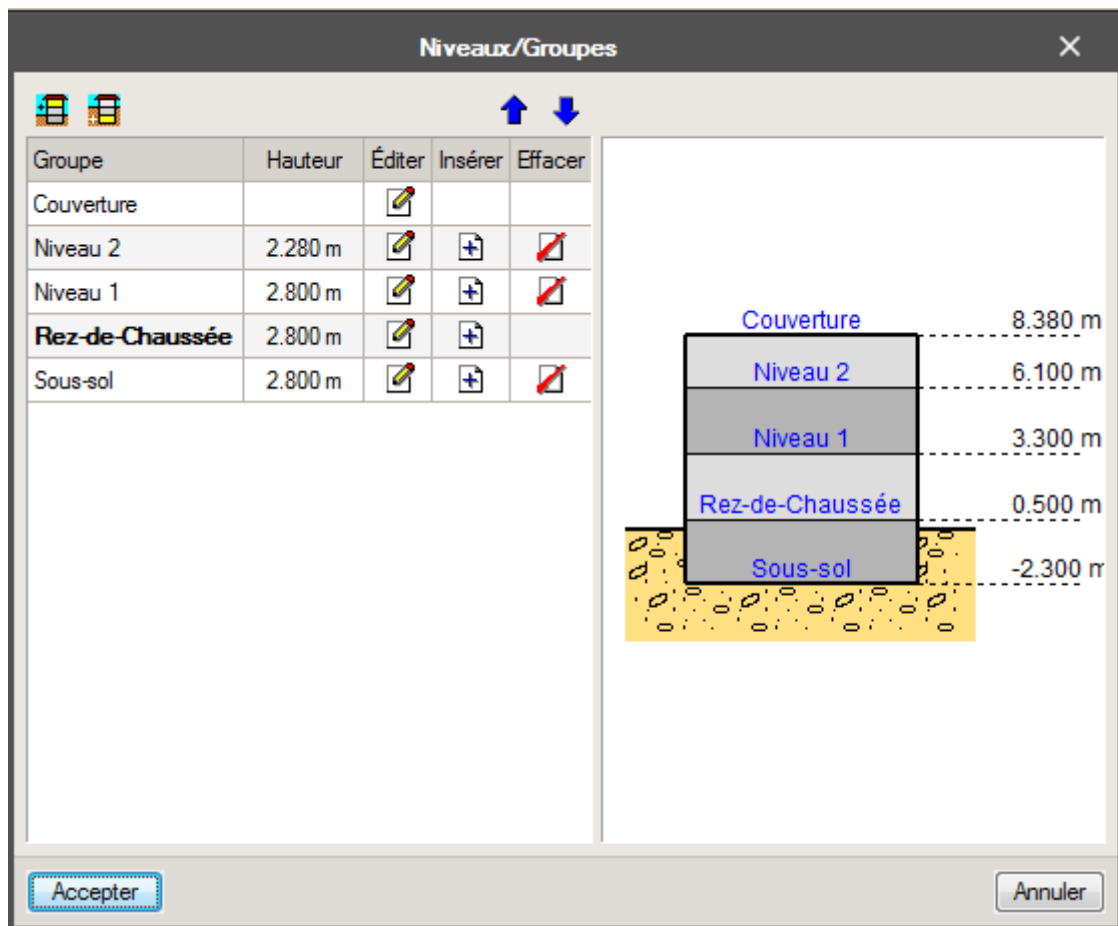 Niveaux/Groupes
Groupe Hauteur Éditer Insérer Effacer
Couverture
Niveau 2 2.280 m
Niveau 1 2.800 m
Rez-de-Chaussée 2.800 m
Sous-sol 2.800 m
Couverture 8.380 m
Niveau 2 6.100 m
Niveau 1 3.300 m
Rez-de-Chaussée 0.500 m
Sous-sol -2.300 m
Accepter Annuler